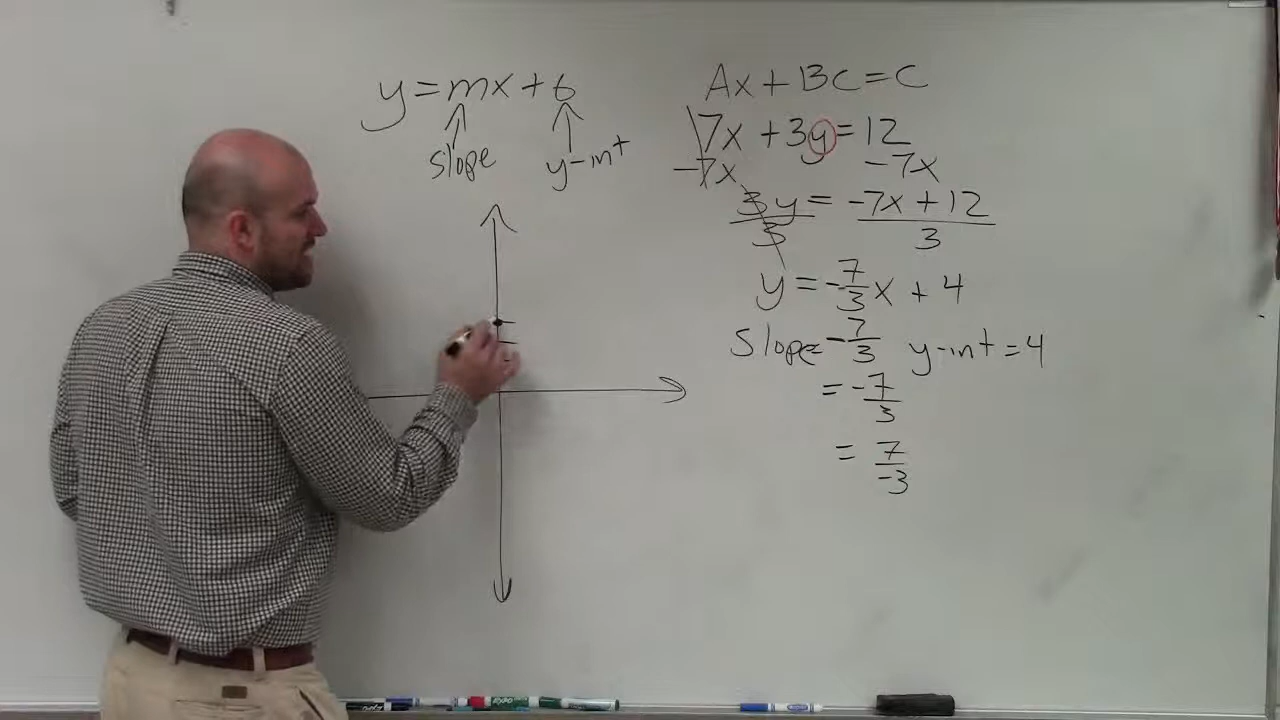 y = mx + b
slope y-int
Ax + BC = C
7x + 3y = 12
-7x -7x
3y = -7x + 12
3 3
y = -7/3 x + 4
Slope = -7/3 y-int = 4
= -7/3
= 7/-3
EXPO